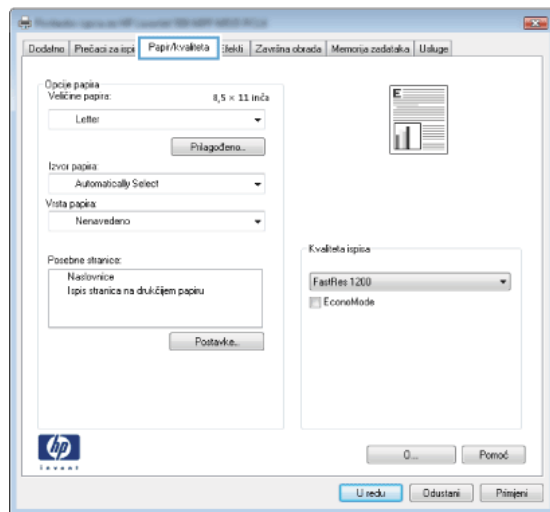 Dodatno Prečaci za ispi Papir/kvaliteta Efekti Završna obrada Memorija zadataka Usluge
Opcije papira
Veličine papira: 8,5 × 11 inča
Letter
Prilagođeno...
E
Izvor papira:
Automatically Select
Vrsta papira:
Nenavedeno
Kvaliteta ispisa
Posebne stranice:
Naslovnice
Ispis stranica na drukčijem papiru
FastRes 1200
EconoMode
Postavke...
hp
invent
O...
Pomoć
U redu
Odustani
Primijeni